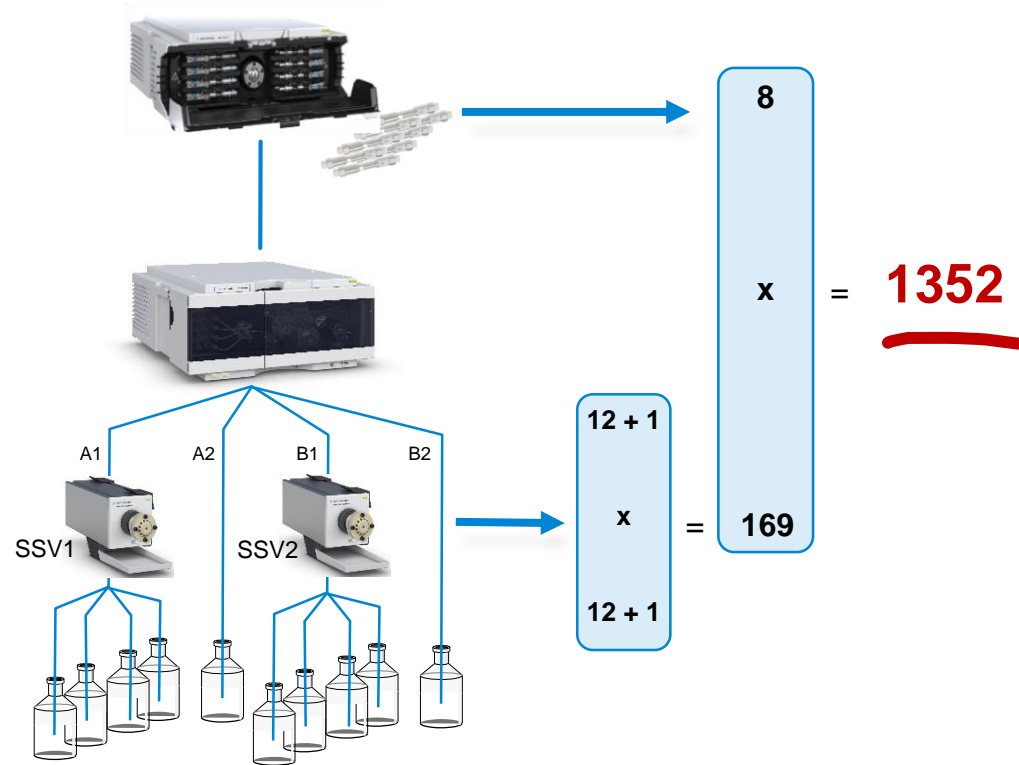 8
x
= 1352
A1
A2
B1
B2
SSV1
SSV2
12 + 1
x
12 + 1
= 169